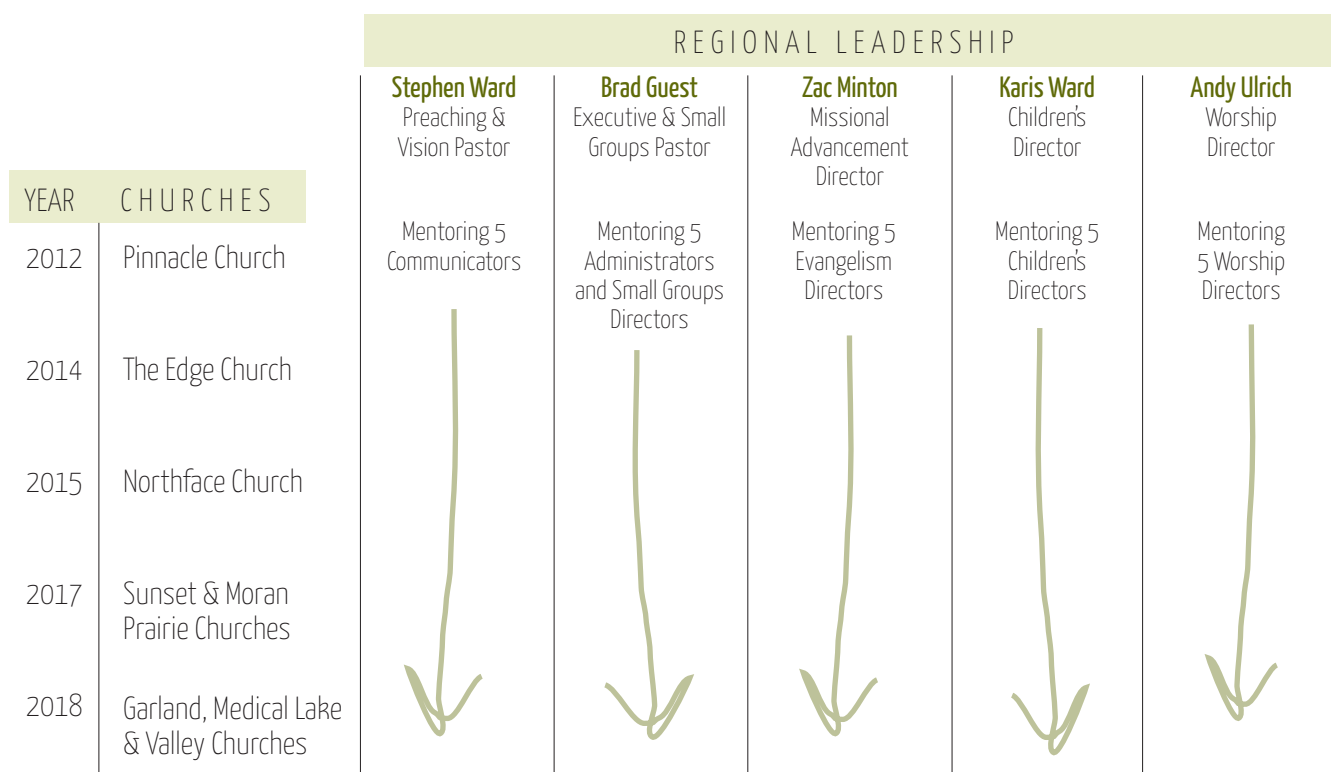 REGIONAL LEADERSHIP
Stephen Ward
Preaching &
Vision Pastor
Brad Guest
Executive & Small
Groups Pastor
Zac Minton
Missional
Advancement
Director
Karis Ward
Children's
Director
Andy Ulrich
Worship
Director
YEAR CHURCHES
2012 Pinnacle Church
Mentoring 5
Communicators
Mentoring 5
Administrators
and Small Groups
Directors
Mentoring 5
Evangelism
Directors
Mentoring 5
Children's
Directors
Mentoring
5 Worship
Directors
2014 The Edge Church
2015 Northface Church
2017 Sunset & Moran
Prairie Churches
2018 Garland, Medical Lake
& Valley Churches